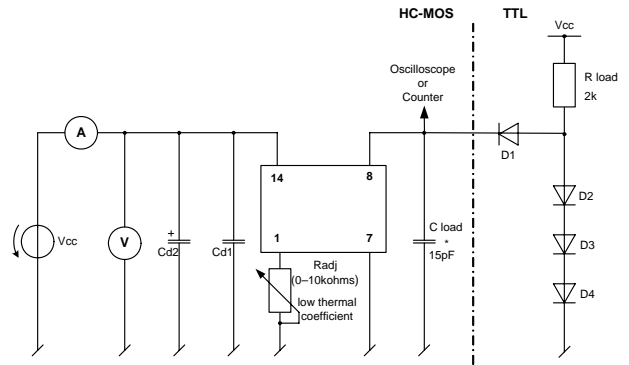 HC-MOS
TTL
Vcc
Oscilloscope
or
Counter
R load
2k
A
D1
14
8
D2
Vcc
V
+
Cd2
Cd1
1
7
C load
*
15pF
D3
Radj
(0–10kohms)
low thermal
coefficient
D4